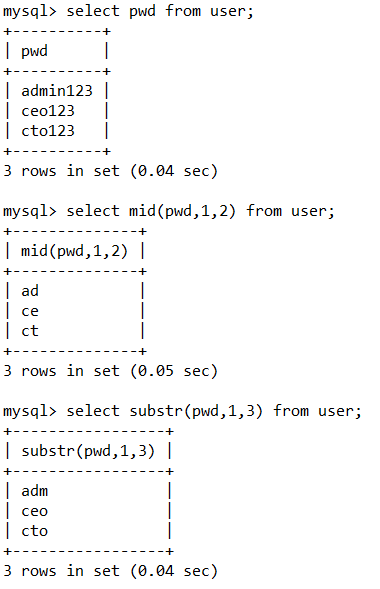 mysql> select pwd from user;
+----------+
| pwd      |
+----------+
| admin123 |
| ceo123   |
| cto123   |
+----------+
3 rows in set (0.04 sec)

mysql> select mid(pwd,1,2) from user;
+--------------+
| mid(pwd,1,2) |
+--------------+
| ad           |
| ce           |
| ct           |
+--------------+
3 rows in set (0.05 sec)

mysql> select substr(pwd,1,3) from user;
+-----------------+
| substr(pwd,1,3) |
+-----------------+
| adm             |
| ceo             |
| cto             |
+-----------------+
3 rows in set (0.04 sec)